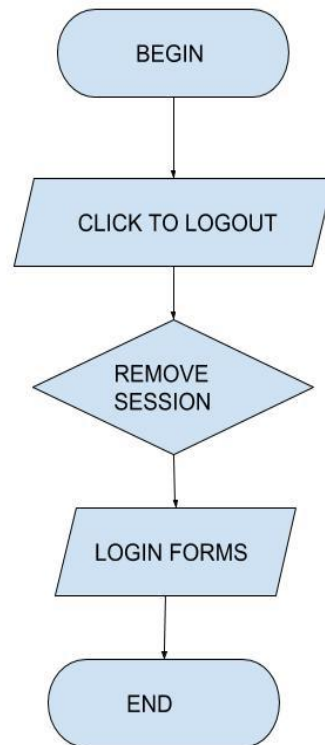 BEGIN
CLICK TO LOGOUT
REMOVE
SESSION
LOGIN FORMS
END